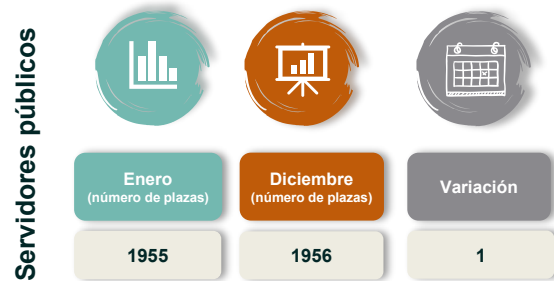 Servidores públicos
Enero
(número de plazas)
Diciembre
(número de plazas)
Variación
1955
1956
1